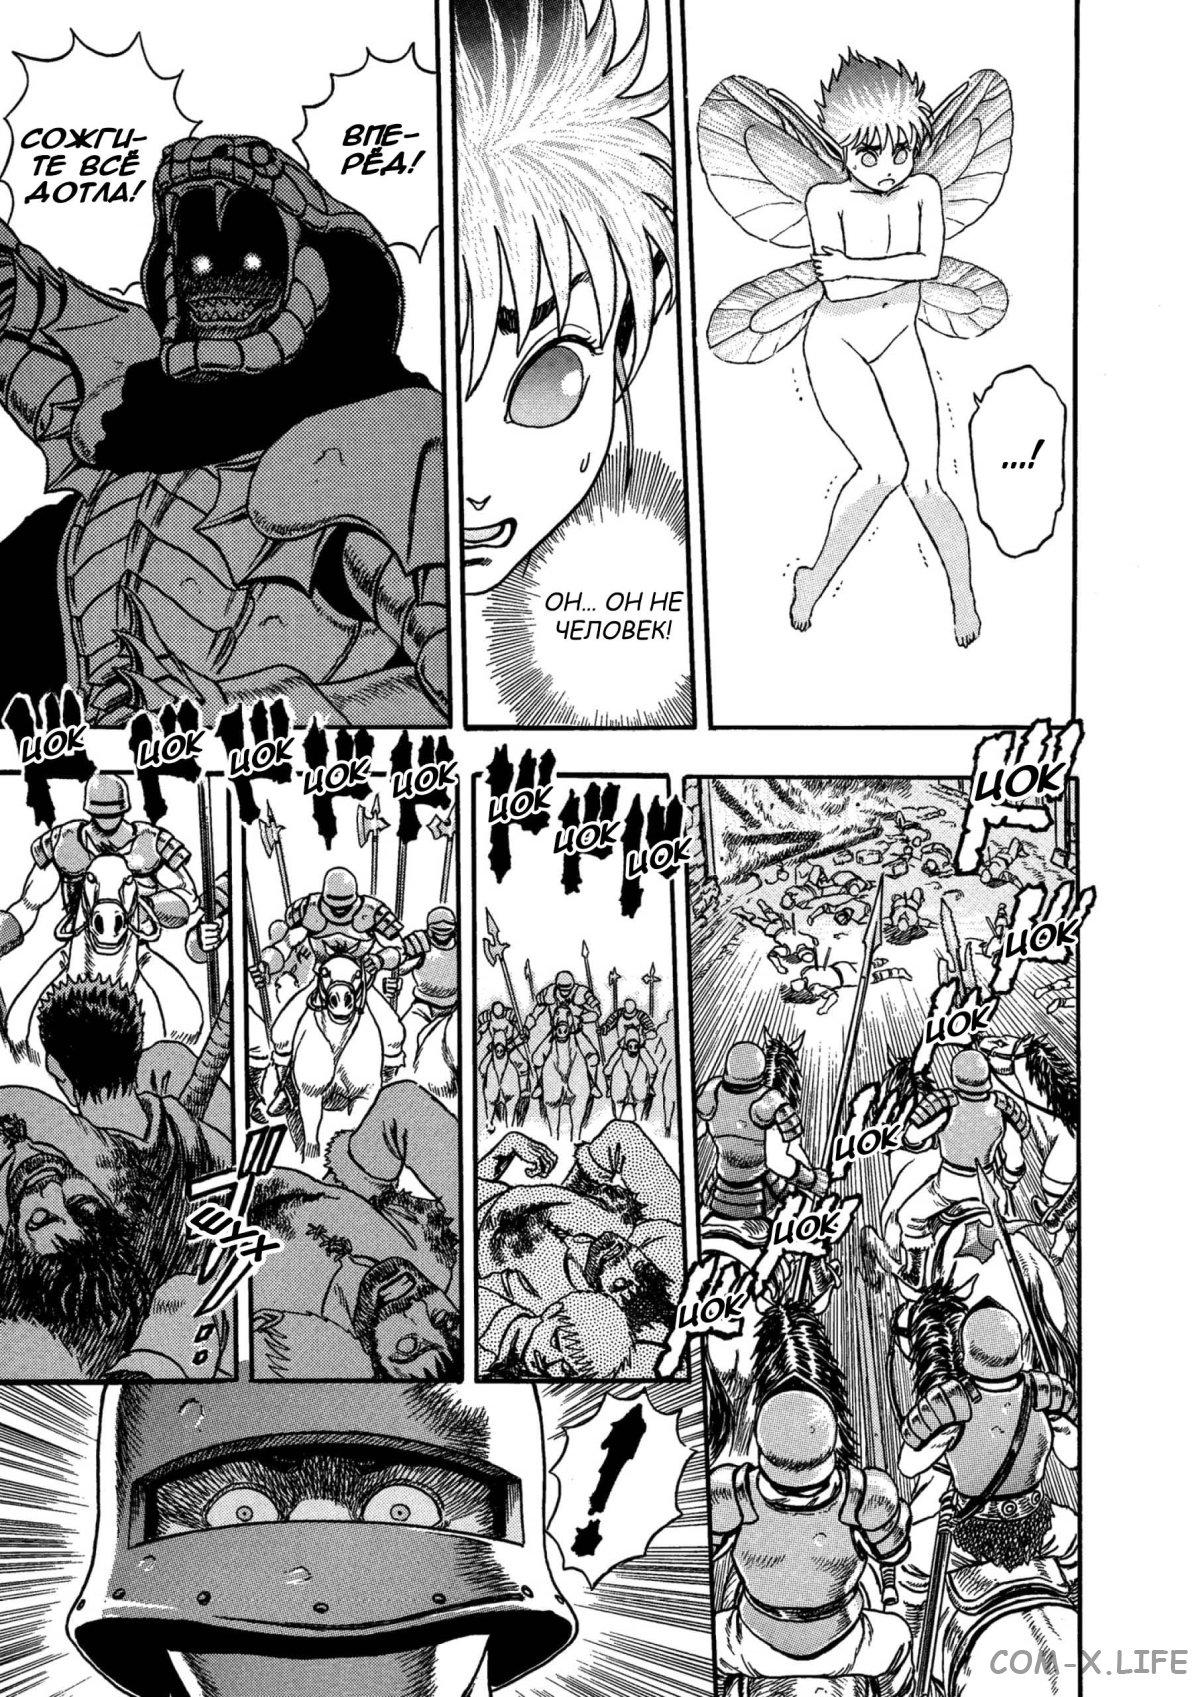 ...!
ОН... ОН НЕ
ЧЕЛОВЕК!
ВПЕ-
РЁД!
СОЖГИ-
ТЕ ВСЁ
ДОТЛА!
ЦОК
ЦОК
ЦОК
ЦОК
ЦОК
ЦОК
ЦОК
ЦОК
ЦОК
ЦОК
ЦОК
ЦОК
ЦОК
ЦОК
ШУХ
!
COM-X.LIFE